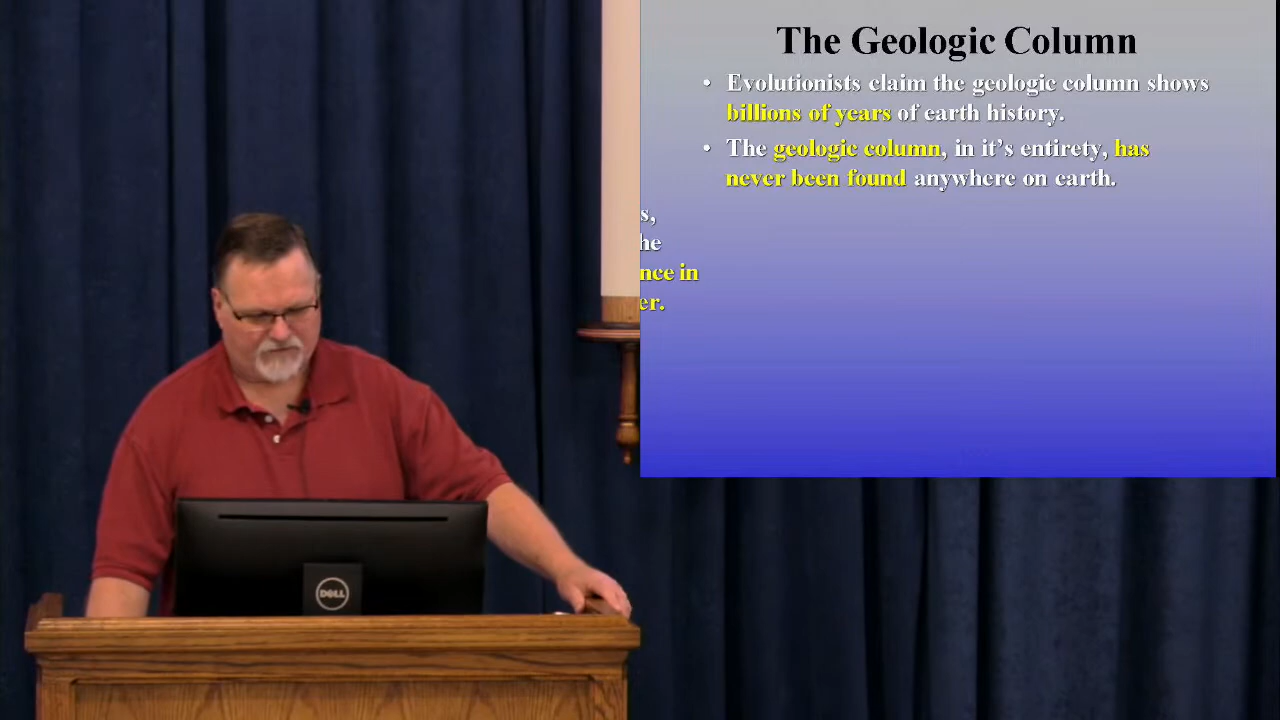 The Geologic Column
• Evolutionists claim the geologic column shows
billions of years of earth history.
• The geologic column, in it's entirety, has
never been found anywhere on earth.
s,
he
nce in
er.
DELL